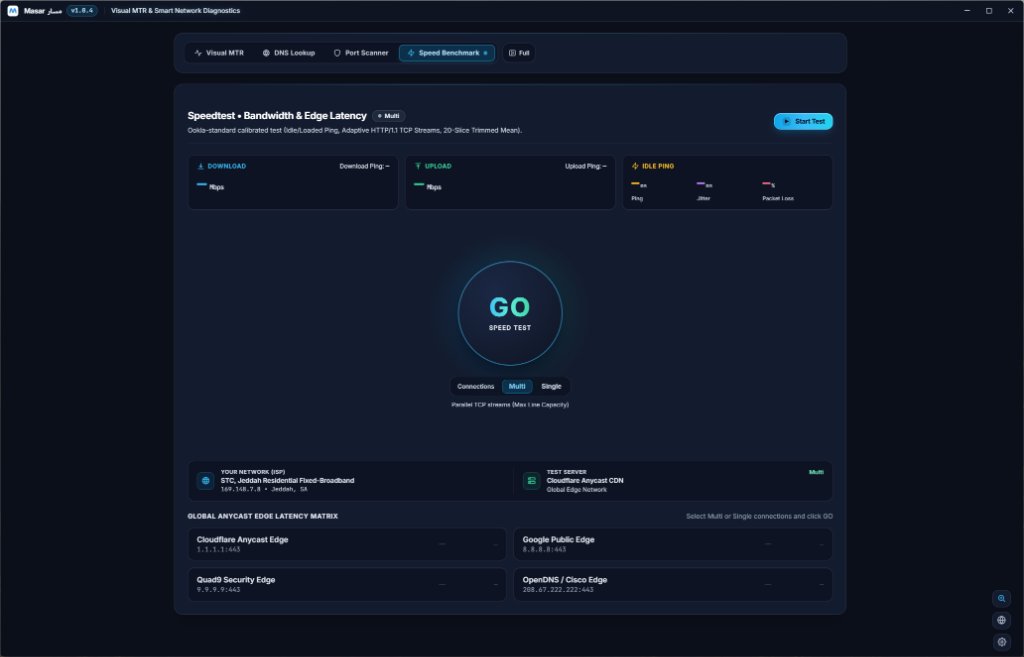 Masar مسار v1.0.4 Visual MTR & Smart Network Diagnostics
Visual MTR DNS Lookup Port Scanner Speed Benchmark Full
Speedtest • Bandwidth & Edge Latency Multi
Ookla-standard calibrated test (Idle/Loaded Ping, Adaptive HTTP/1.1 TCP Streams, 20-Slice Trimmed Mean).
Start Test
DOWNLOAD Download Ping: —
— Mbps
UPLOAD Upload Ping: —
— Mbps
IDLE PING
— ms — ms — %
Ping Jitter Packet Loss
GO
SPEED TEST
Connections Multi Single
Parallel TCP streams (Max Line Capacity)
YOUR NETWORK (ISP)
STC, Jeddah Residential Fixed-Broadband
169.148.7.8 • Jeddah, SA
TEST SERVER
Cloudflare Anycast CDN
Global Edge Network
Multi
GLOBAL ANYCAST EDGE LATENCY MATRIX
Select Multi or Single connections and click GO
Cloudflare Anycast Edge
1.1.1.1:443
— —
Google Public Edge
8.8.8.8:443
— —
Quad9 Security Edge
9.9.9.9:443
— —
OpenDNS / Cisco Edge
208.67.222.222:443
— —